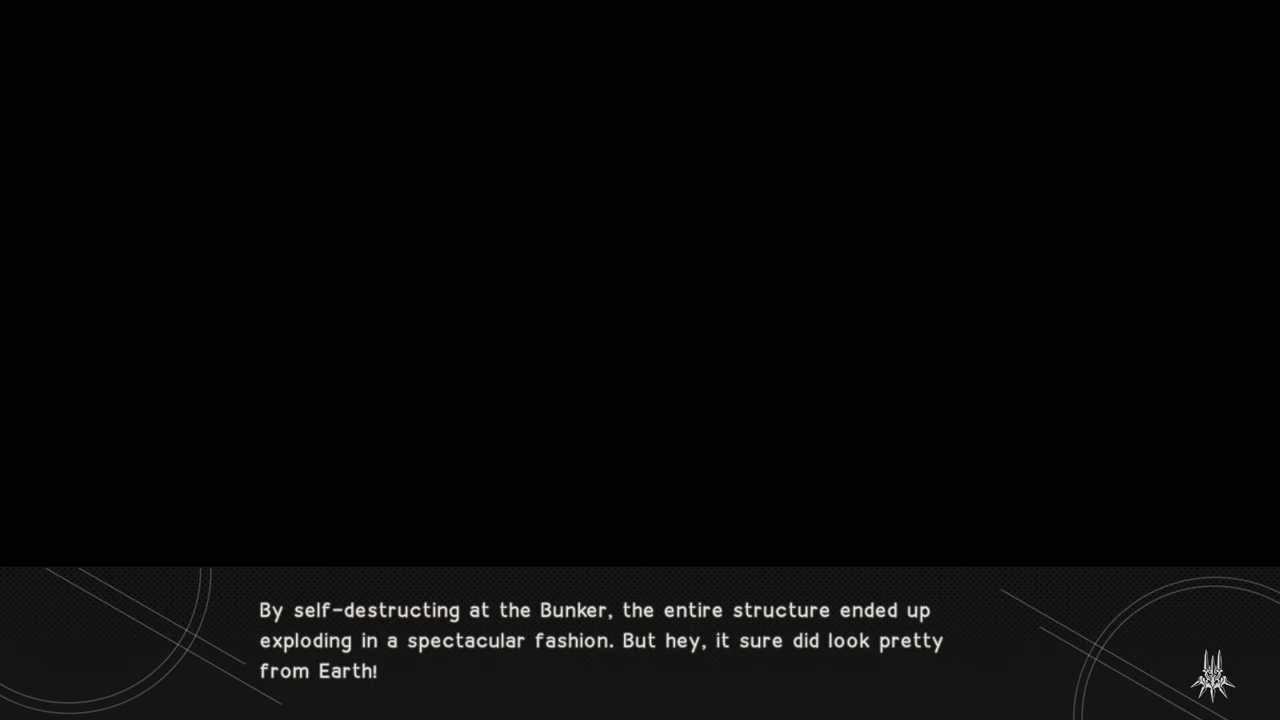 By self-destructing at the Bunker, the entire structure ended up
exploding in a spectacular fashion. But hey, it sure did look pretty
from Earth!